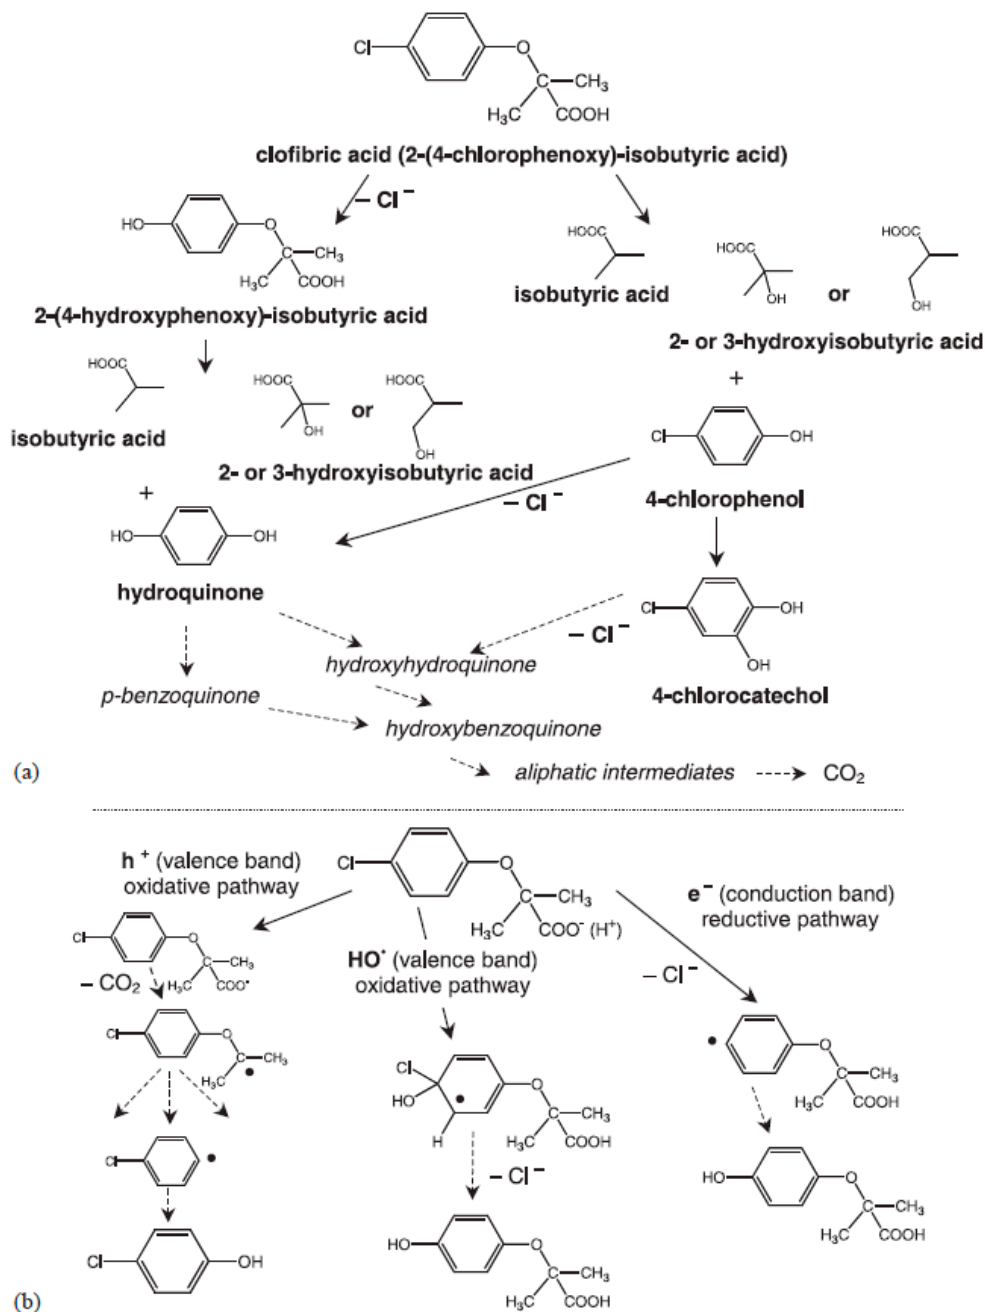 Cl
O
C
CH₃
H₃C
COOH
clofibric acid (2-(4-chlorophenoxy)-isobutyric acid)
– Cl⁻
HO
O
C
CH₃
H₃C
COOH
2-(4-hydroxyphenoxy)-isobutyric acid
HOOC
isobutyric acid
HOOC
OH
or
HOOC
OH
2- or 3-hydroxyisobutyric acid
HOOC
isobutyric acid
HOOC
OH
or
HOOC
OH
2- or 3-hydroxyisobutyric acid
+
Cl
OH
4-chlorophenol
+
– Cl⁻
HO
OH
hydroquinone
Cl
OH
OH
4-chlorocatechol
– Cl⁻
hydroxyhydroquinone
p-benzoquinone
hydroxybenzoquinone
(a)
aliphatic intermediates
CO₂
h⁺ (valence band)
oxidative pathway
Cl
O
C
CH₃
H₃C
COO⁻ (H⁺)
e⁻ (conduction band)
reductive pathway
HO• (valence band)
oxidative pathway
– Cl⁻
Cl
O
C
CH₃
H₃C
COO•
– CO₂
Cl
O
C
CH₃
H₃C
•
Cl
•
Cl
OH
Cl
HO
•
H
O
C
CH₃
H₃C
COOH
– Cl⁻
HO
O
C
CH₃
H₃C
COOH
•
O
C
CH₃
H₃C
COOH
HO
O
C
CH₃
H₃C
COOH
(b)